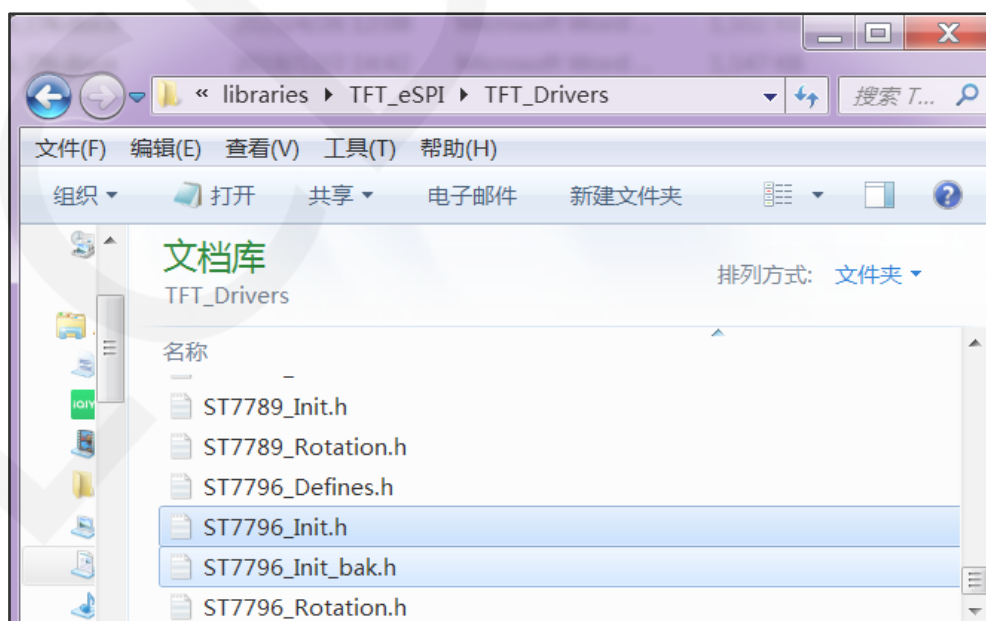 « libraries ▸ TFT_eSPI ▸ TFT_Drivers 搜索 T...
文件(F) 编辑(E) 查看(V) 工具(T) 帮助(H)
组织 打开 共享 电子邮件 新建文件夹
文档库
TFT_Drivers
排列方式: 文件夹
名称
ST7789_Init.h
ST7789_Rotation.h
ST7796_Defines.h
ST7796_Init.h
ST7796_Init_bak.h
ST7796_Rotation.h